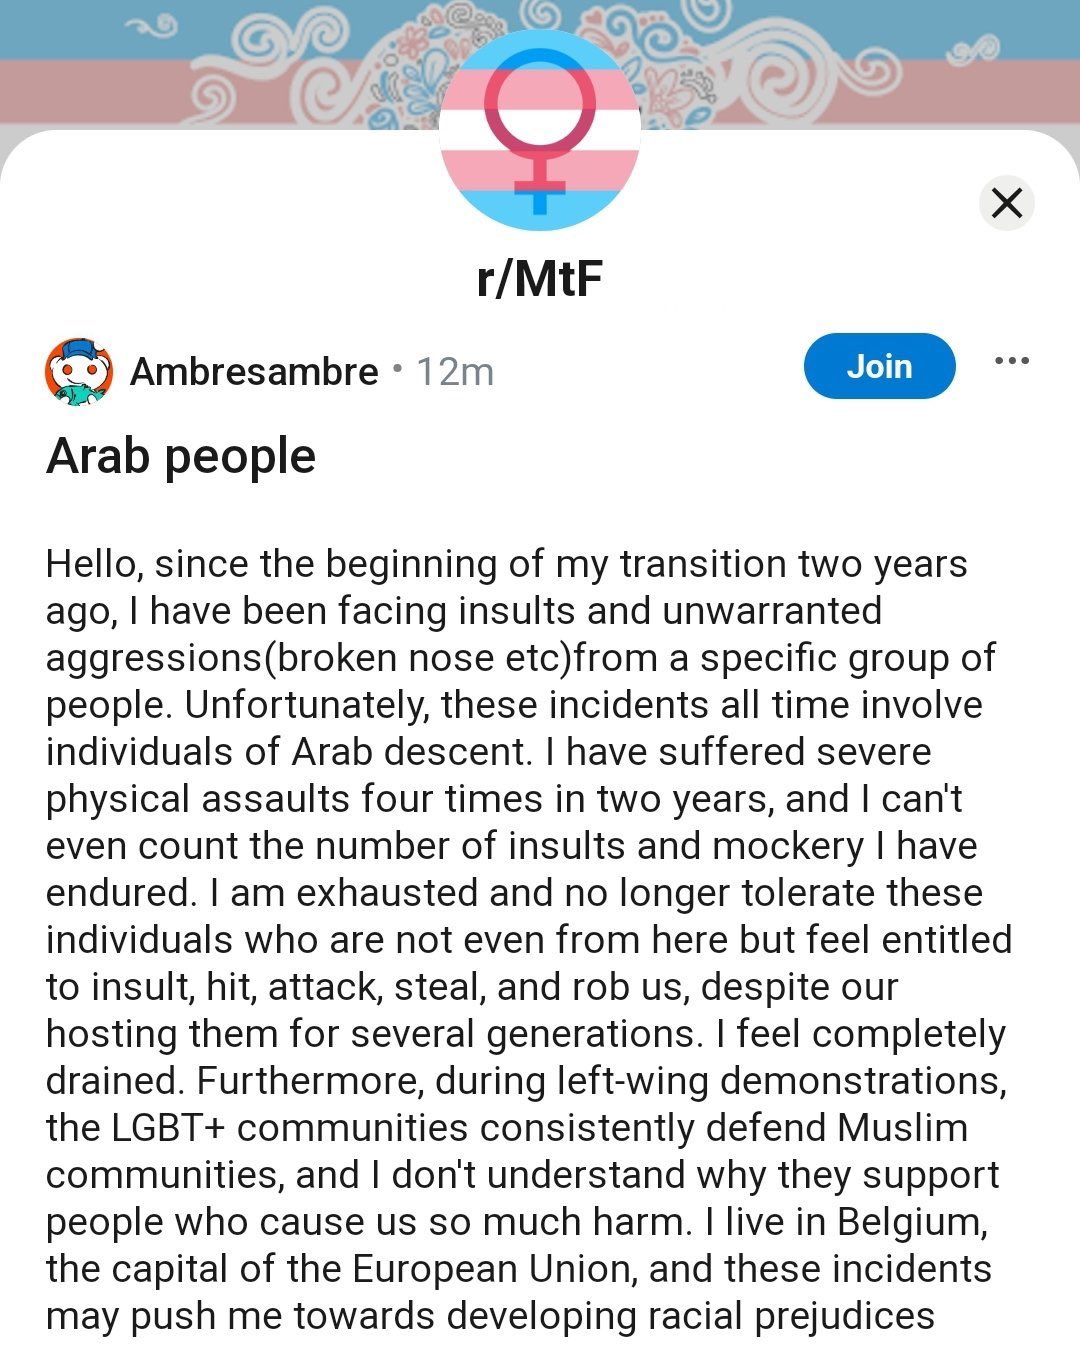 r/MtF
Ambresambre • 12m
Join
Arab people
Hello, since the beginning of my transition two years
ago, I have been facing insults and unwarranted
aggressions(broken nose etc)from a specific group of
people. Unfortunately, these incidents all time involve
individuals of Arab descent. I have suffered severe
physical assaults four times in two years, and I can't
even count the number of insults and mockery I have
endured. I am exhausted and no longer tolerate these
individuals who are not even from here but feel entitled
to insult, hit, attack, steal, and rob us, despite our
hosting them for several generations. I feel completely
drained. Furthermore, during left-wing demonstrations,
the LGBT+ communities consistently defend Muslim
communities, and I don't understand why they support
people who cause us so much harm. I live in Belgium,
the capital of the European Union, and these incidents
may push me towards developing racial prejudices